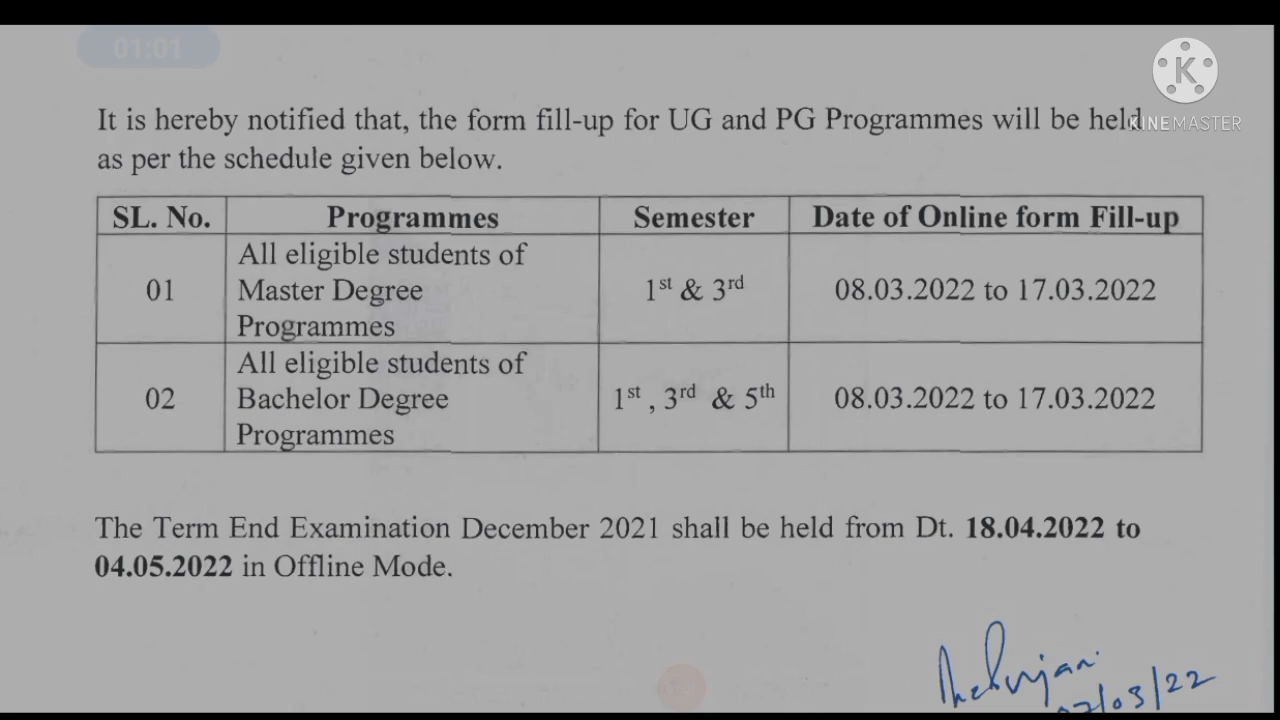 01:01
K
KINEMASTER
It is hereby notified that, the form fill-up for UG and PG Programmes will be held
as per the schedule given below.
SL. No. Programmes Semester Date of Online form Fill-up
01 All eligible students of
Master Degree 1st & 3rd 08.03.2022 to 17.03.2022
Programmes
02 All eligible students of
Bachelor Degree 1st , 3rd & 5th 08.03.2022 to 17.03.2022
Programmes
The Term End Examination December 2021 shall be held from Dt. 18.04.2022 to
04.05.2022 in Offline Mode.
07/03/22